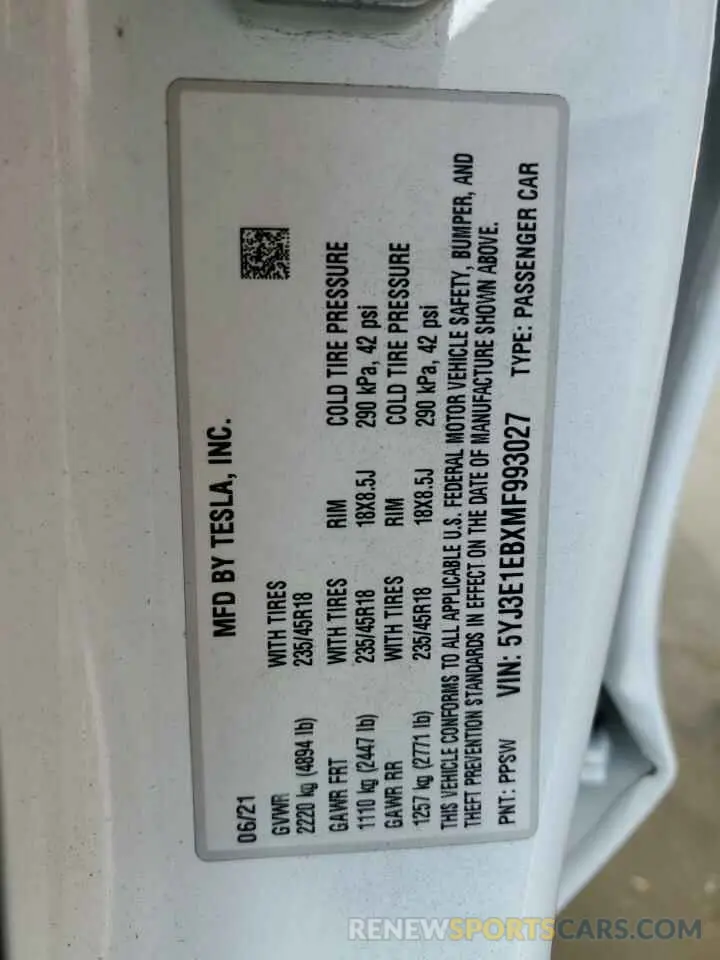 MFD BY TESLA, INC.
06/21
GVWR WITH TIRES
2220 kg (4894 lb) 235/45R18
GAWR FRT WITH TIRES RIM COLD TIRE PRESSURE
1110 kg (2447 lb) 235/45R18 18X8.5J 290 kPa, 42 psi
GAWR RR WITH TIRES RIM COLD TIRE PRESSURE
1257 kg (2771 lb) 235/45R18 18X8.5J 290 kPa, 42 psi
THIS VEHICLE CONFORMS TO ALL APPLICABLE U.S. FEDERAL MOTOR VEHICLE SAFETY, BUMPER, AND
THEFT PREVENTION STANDARDS IN EFFECT ON THE DATE OF MANUFACTURE SHOWN ABOVE.
PNT: PPSW VIN: 5YJ3E1EBXMF993027 TYPE: PASSENGER CAR
RENEWSPORTSCARS.COM